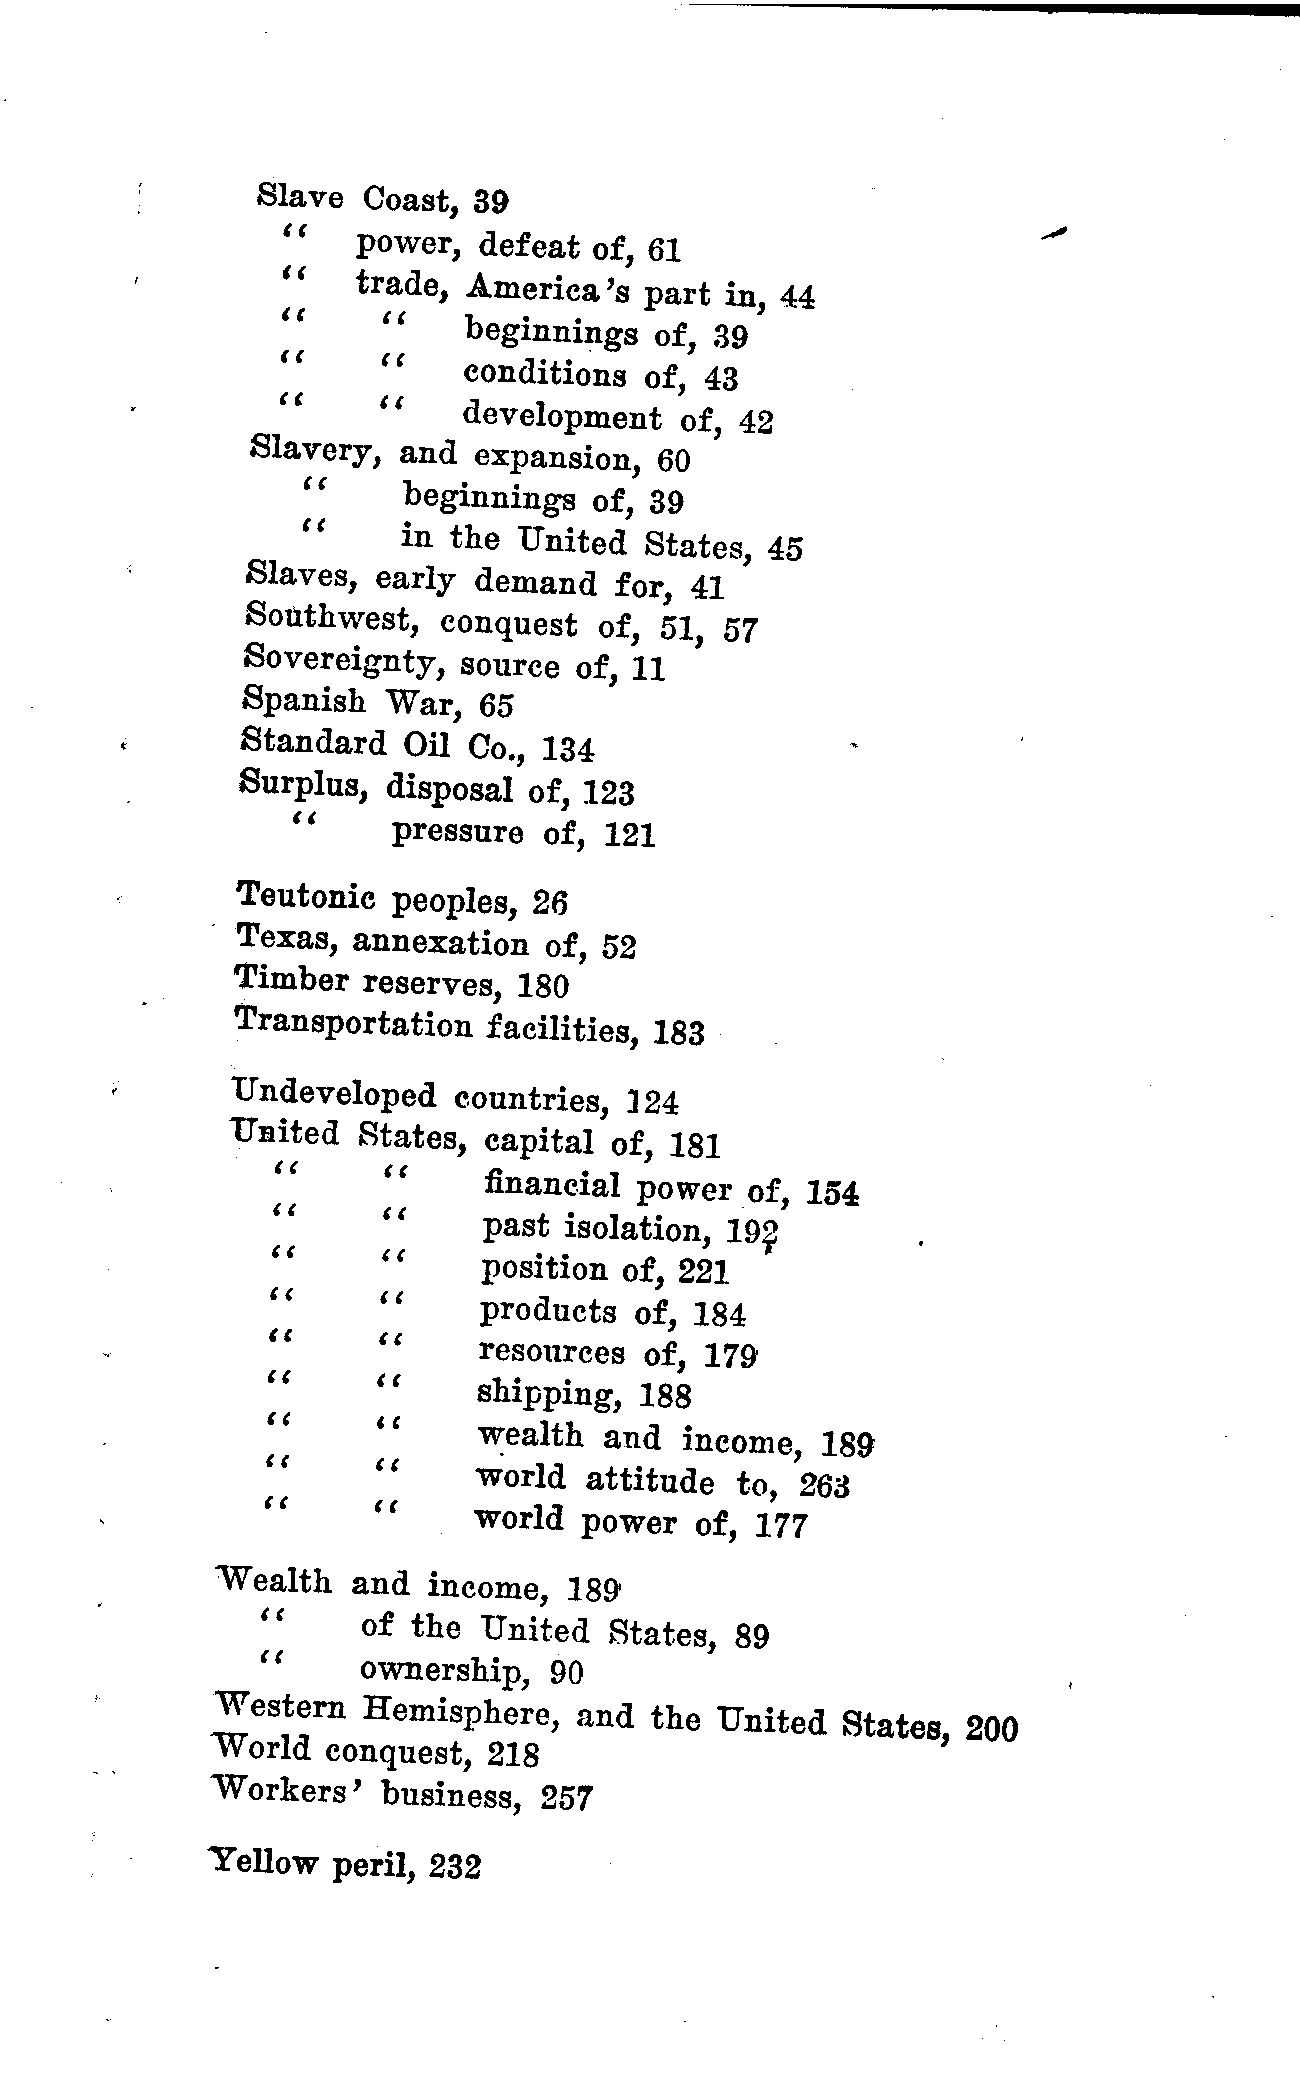 Slave Coast, 39
“ power, defeat of, 61
“ trade, America's part in, 44
“ “ beginnings of, 39
“ “ conditions of, 43
“ “ development of, 42
Slavery, and expansion, 60
“ beginnings of, 39
“ in the United States, 45
Slaves, early demand for, 41
Southwest, conquest of, 51, 57
Sovereignty, source of, 11
Spanish War, 65
Standard Oil Co., 134
Surplus, disposal of, 123
“ pressure of, 121
Teutonic peoples, 26
Texas, annexation of, 52
Timber reserves, 180
Transportation facilities, 183
Undeveloped countries, 124
United States, capital of, 181
“ “ financial power of, 154
“ “ past isolation, 192
“ “ position of, 221
“ “ products of, 184
“ “ resources of, 179
“ “ shipping, 188
“ “ wealth and income, 189
“ “ world attitude to, 263
“ “ world power of, 177
Wealth and income, 189
“ of the United States, 89
“ ownership, 90
Western Hemisphere, and the United States, 200
World conquest, 218
Workers' business, 257
Yellow peril, 232